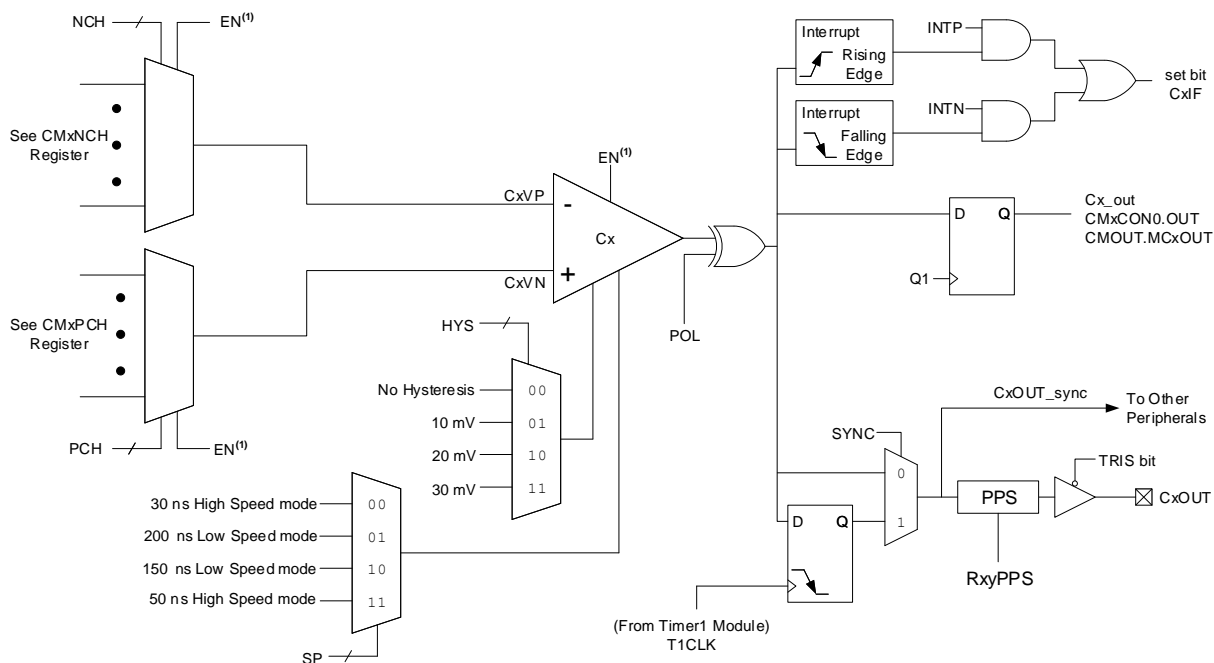 NCH
EN(1)
See CMxNCH
Register
CxVP
EN(1)
-
Cx
+
CxVN
See CMxPCH
Register
PCH
EN(1)
HYS
No Hysteresis
00
10 mV
01
20 mV
10
30 mV
11
30 ns High Speed mode
00
200 ns Low Speed mode
01
150 ns Low Speed mode
10
50 ns High Speed mode
11
SP
POL
Interrupt
Rising
Edge
INTP
Interrupt
Falling
Edge
INTN
set bit
CxIF
D
Q
Q1
Cx_out
CMxCON0.OUT
CMOUT.MCxOUT
CxOUT_sync
To Other
Peripherals
SYNC
0
1
D
Q
(From Timer1 Module)
T1CLK
PPS
RxyPPS
TRIS bit
CxOUT